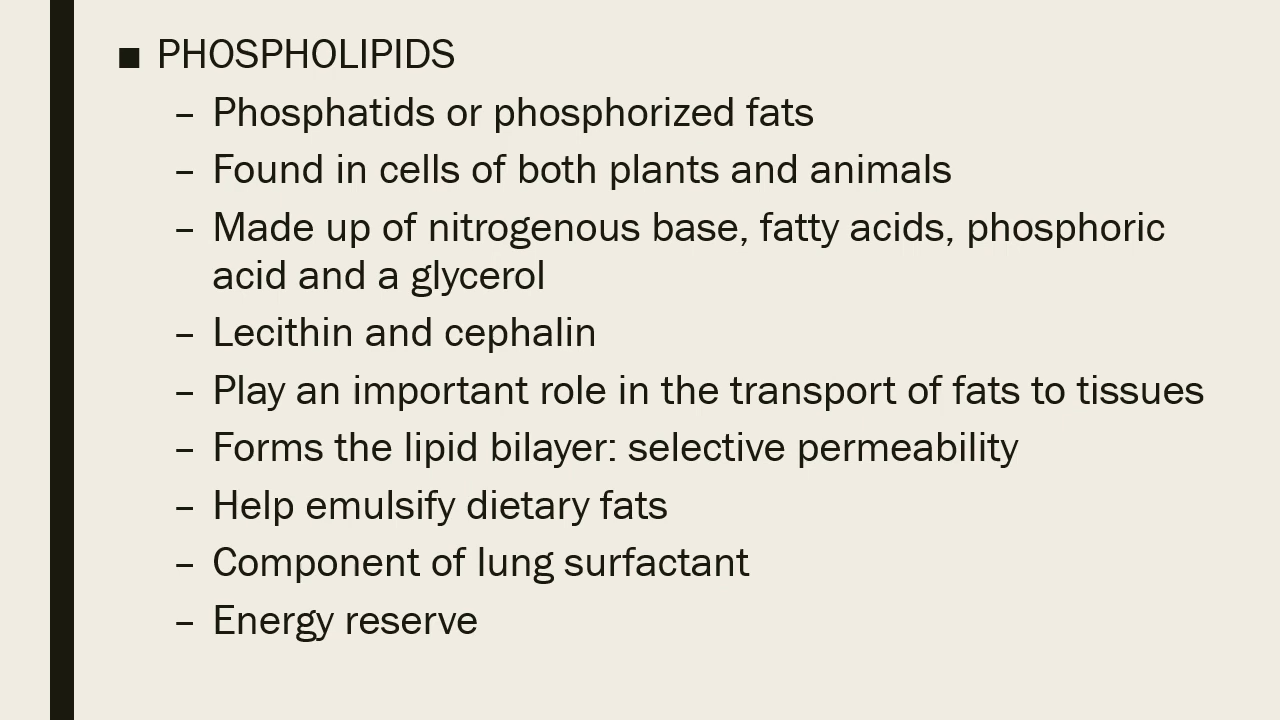 ■ PHOSPHOLIPIDS
– Phosphatids or phosphorized fats
– Found in cells of both plants and animals
– Made up of nitrogenous base, fatty acids, phosphoric
acid and a glycerol
– Lecithin and cephalin
– Play an important role in the transport of fats to tissues
– Forms the lipid bilayer: selective permeability
– Help emulsify dietary fats
– Component of lung surfactant
– Energy reserve